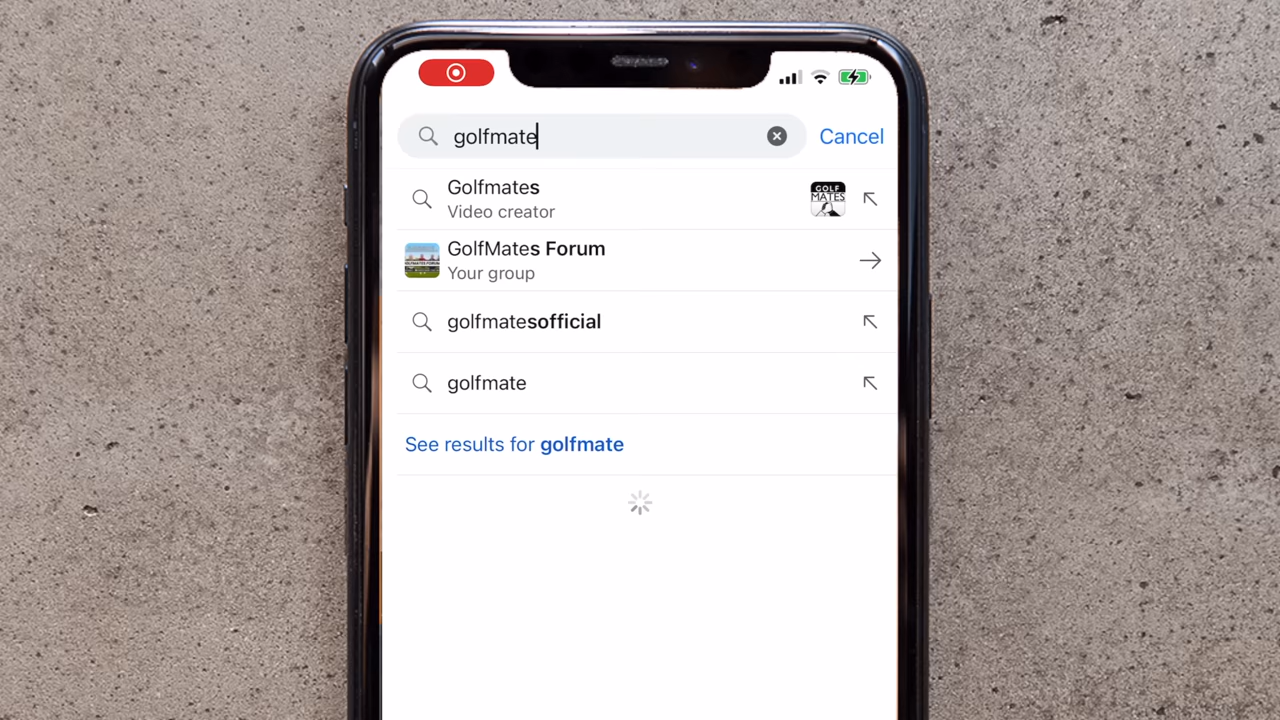 golfmate
Cancel
Golfmates
Video creator
GOLF
MATES
GolfMates Forum
Your group
golfmatesofficial
golfmate
See results for golfmate